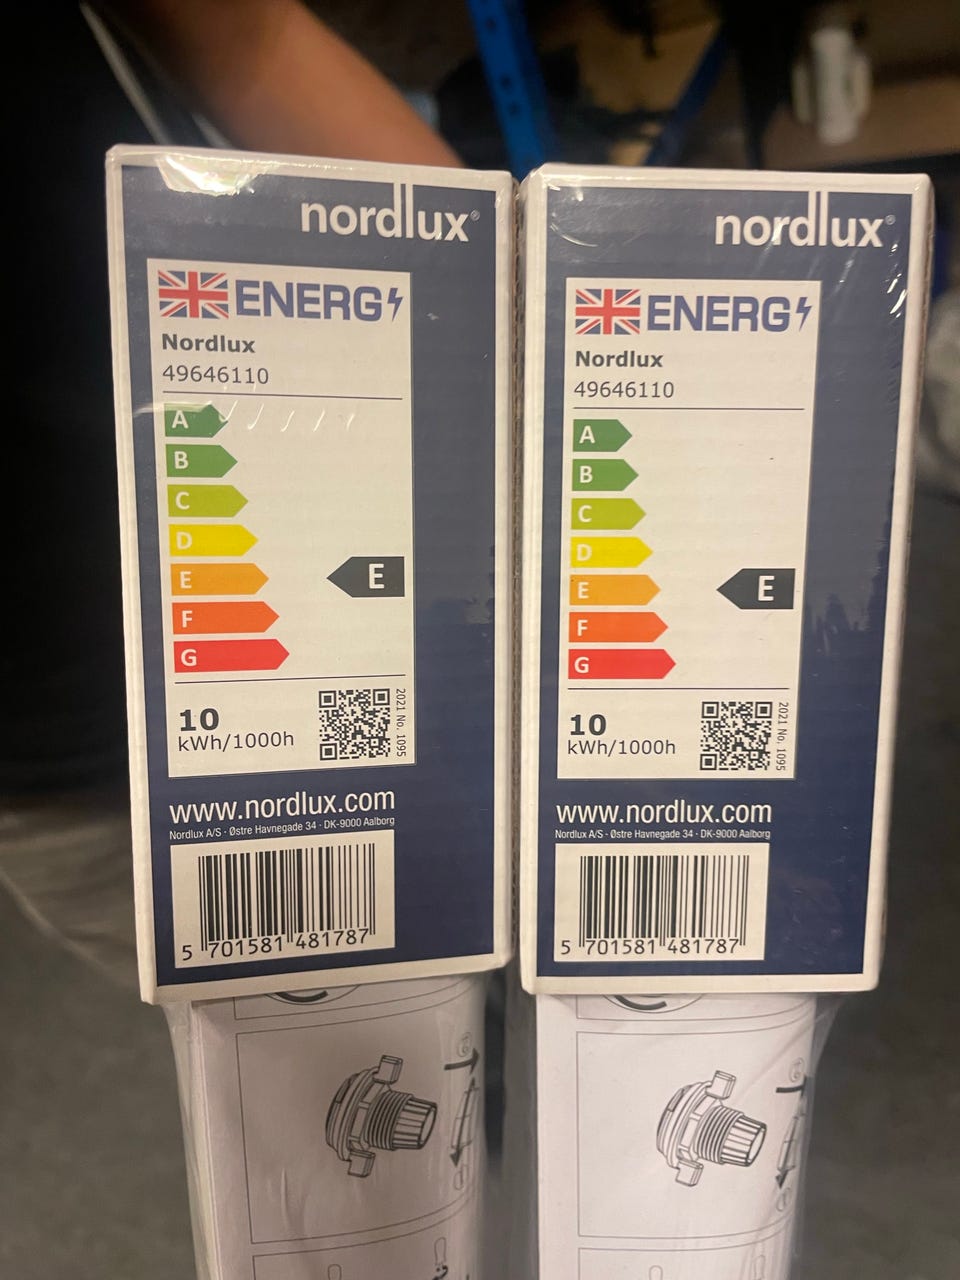 nordlux®
ENERG
Nordlux
49646110
A
B
C
D
E
E
F
G
10
kWh/1000h
2021 No. 1095
www.nordlux.com
Nordlux A/S · Østre Havnegade 34 · DK-9000 Aalborg
5 701581 481787
nordlux®
ENERG
Nordlux
49646110
A
B
C
D
E
E
F
G
10
kWh/1000h
2021 No. 1095
www.nordlux.com
Nordlux A/S · Østre Havnegade 34 · DK-9000 Aalborg
5 701581 481787